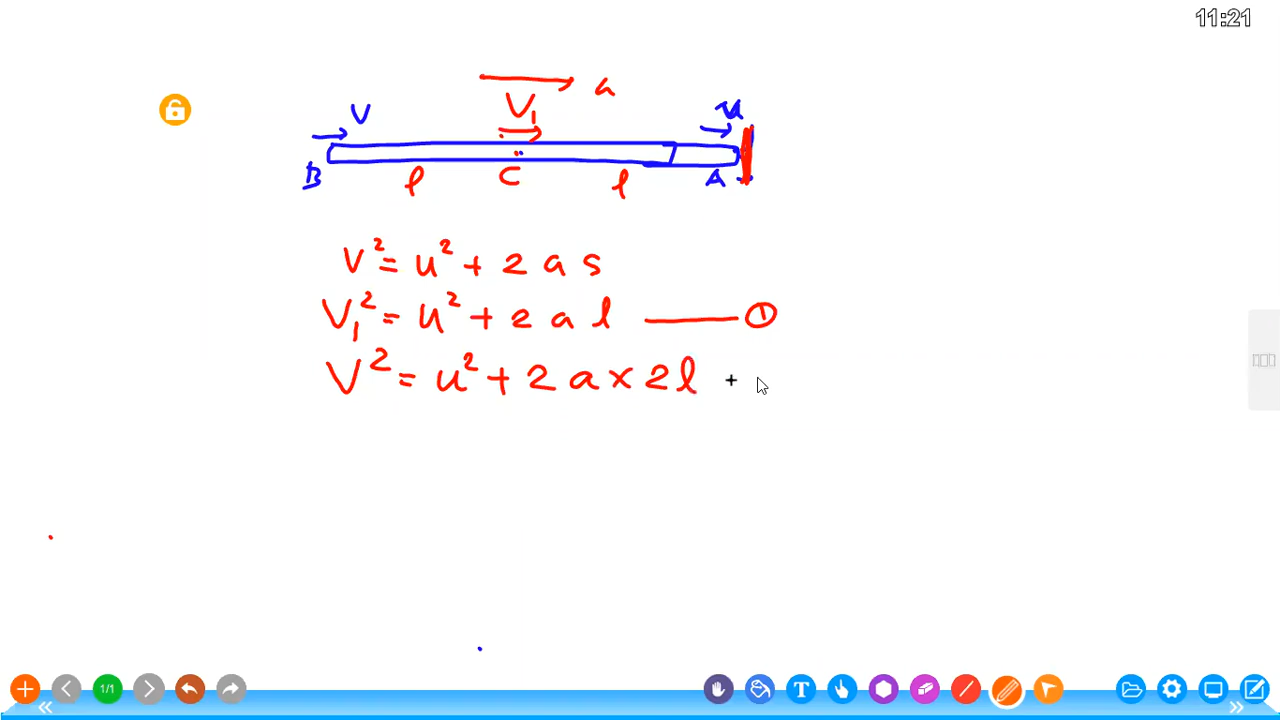 11:21
a
V V₁ u
B l C l A
V² = u² + 2 a s
V₁² = u² + 2 a l ——— ①
V² = u² + 2 a × 2 l
1/1
T